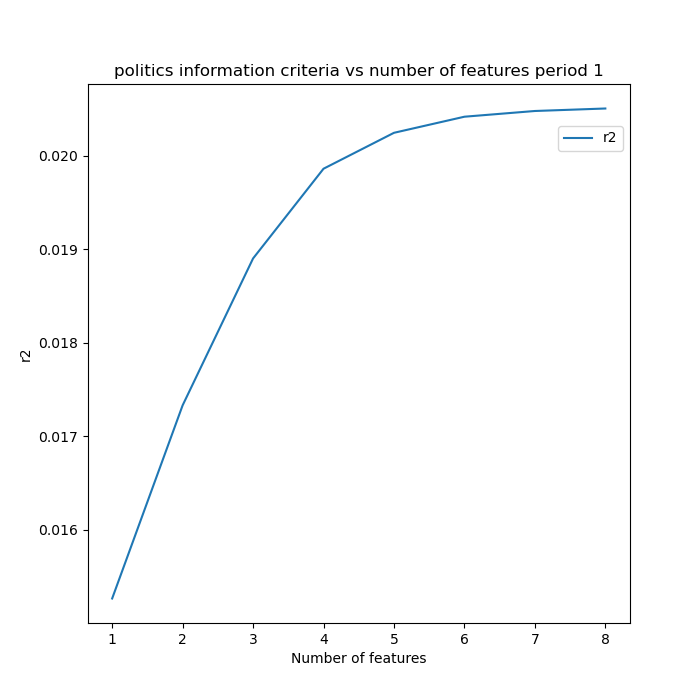 politics information criteria vs number of features period 1
r2
0.020
0.019
0.018
0.017
0.016
r2
1 2 3 4 5 6 7 8
Number of features